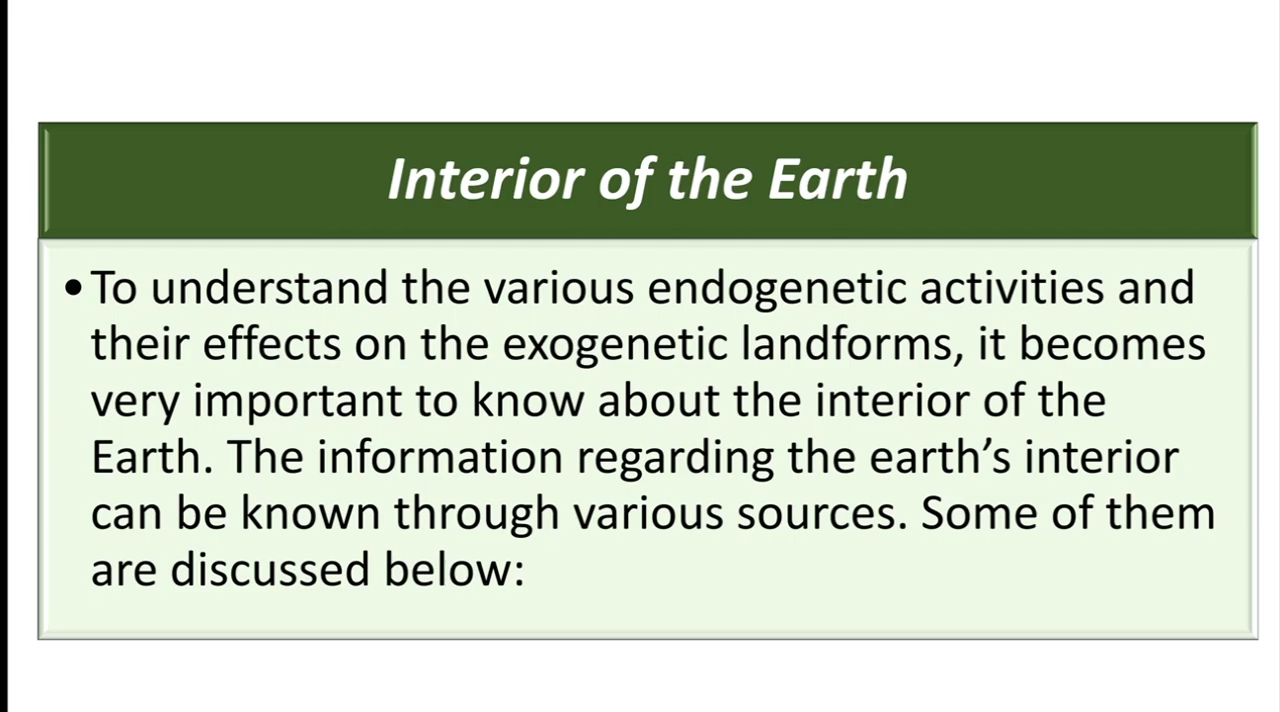 Interior of the Earth
•To understand the various endogenetic activities and
their effects on the exogenetic landforms, it becomes
very important to know about the interior of the
Earth. The information regarding the earth’s interior
can be known through various sources. Some of them
are discussed below: